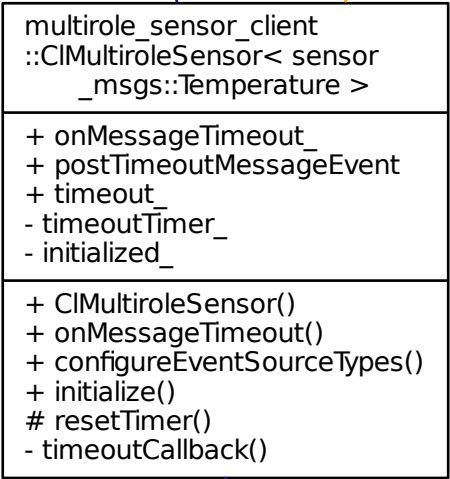 multirole_sensor_client
::ClMultiroleSensor< sensor
_msgs::Temperature >
+ onMessageTimeout_
+ postTimeoutMessageEvent
+ timeout_
- timeoutTimer_
- initialized_
+ ClMultiroleSensor()
+ onMessageTimeout()
+ configureEventSourceTypes()
+ initialize()
# resetTimer()
- timeoutCallback()